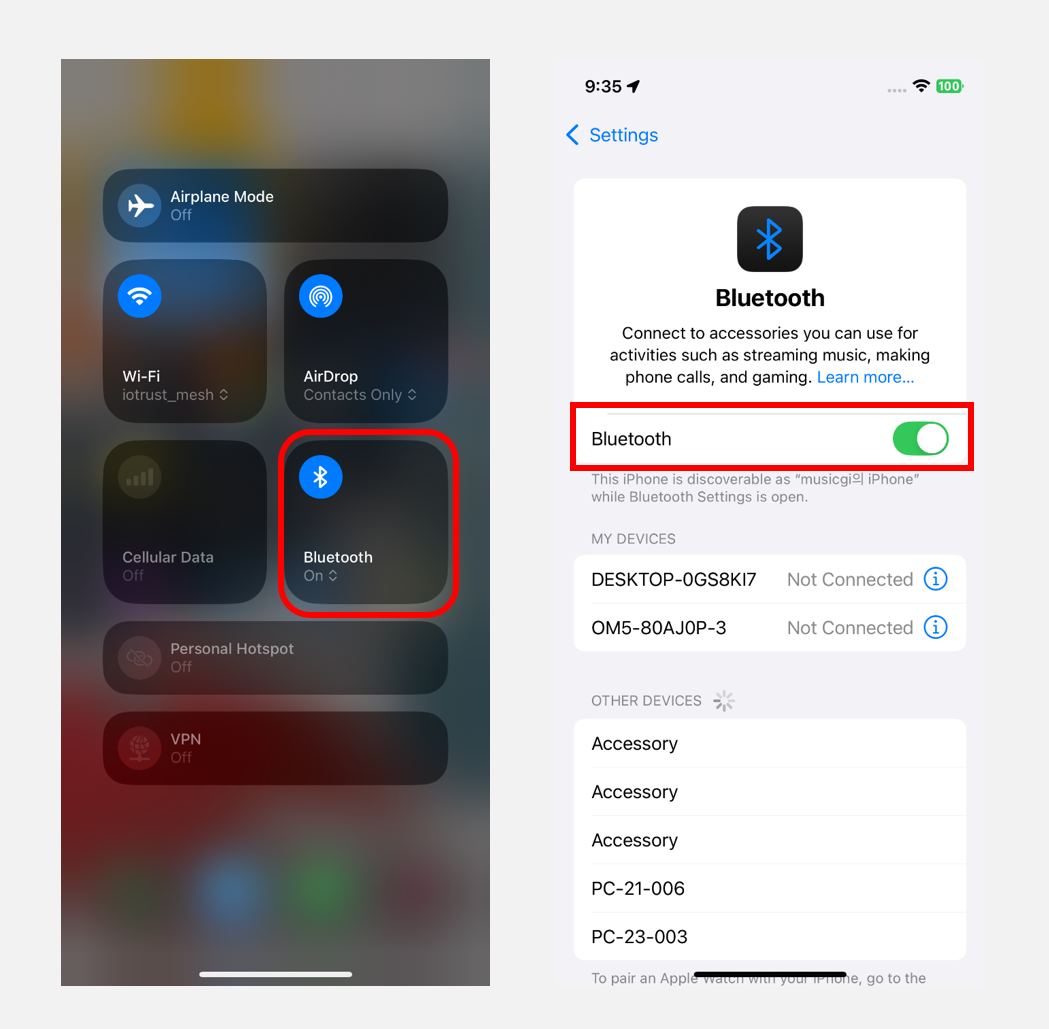 Airplane Mode
Off
Wi-Fi
iotrust_mesh
AirDrop
Contacts Only
Cellular Data
Off
Bluetooth
On
Personal Hotspot
Off
VPN
Off
9:35
100
Settings
Bluetooth
Connect to accessories you can use for
activities such as streaming music, making
phone calls, and gaming. Learn more...
Bluetooth
This iPhone is discoverable as “musicgi의 iPhone”
while Bluetooth Settings is open.
MY DEVICES
DESKTOP-0GS8KI7 Not Connected
OM5-80AJ0P-3 Not Connected
OTHER DEVICES
Accessory
Accessory
Accessory
PC-21-006
PC-23-003
To pair an Apple Watch with your iPhone, go to the